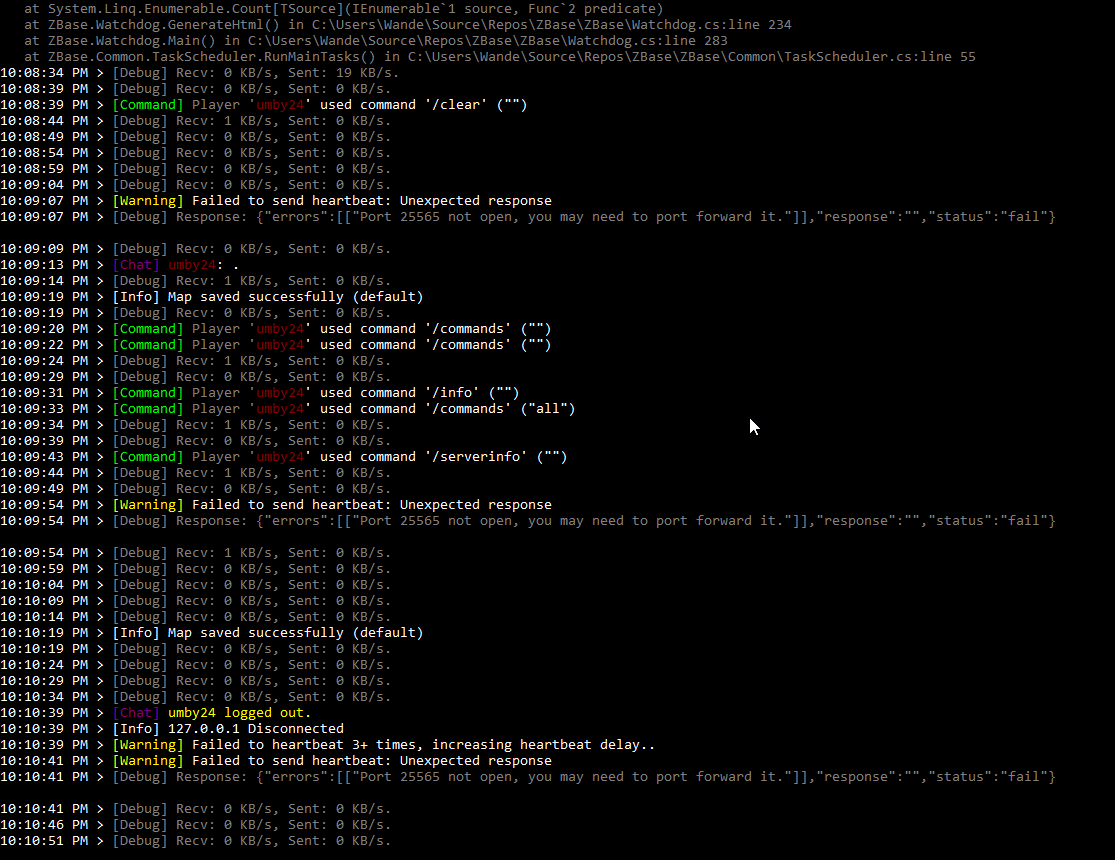 at System.Linq.Enumerable.Count[TSource](IEnumerable`1 source, Func`2 predicate)
at ZBase.Watchdog.GenerateHtml() in C:\Users\Wande\Source\Repos\ZBase\ZBase\Watchdog.cs:line 234
at ZBase.Watchdog.Main() in C:\Users\Wande\Source\Repos\ZBase\ZBase\Watchdog.cs:line 283
at ZBase.Common.TaskScheduler.RunMainTasks() in C:\Users\Wande\Source\Repos\ZBase\ZBase\Common\TaskScheduler.cs:line 55
10:08:34 PM > [Debug] Recv: 0 KB/s, Sent: 19 KB/s.
10:08:39 PM > [Debug] Recv: 0 KB/s, Sent: 0 KB/s.
10:08:39 PM > [Command] Player 'umby24' used command '/clear' ("")
10:08:44 PM > [Debug] Recv: 1 KB/s, Sent: 0 KB/s.
10:08:49 PM > [Debug] Recv: 0 KB/s, Sent: 0 KB/s.
10:08:54 PM > [Debug] Recv: 0 KB/s, Sent: 0 KB/s.
10:08:59 PM > [Debug] Recv: 0 KB/s, Sent: 0 KB/s.
10:09:04 PM > [Debug] Recv: 0 KB/s, Sent: 0 KB/s.
10:09:07 PM > [Warning] Failed to send heartbeat: Unexpected response
10:09:07 PM > [Debug] Response: {"errors":[["Port 25565 not open, you may need to port forward it."]],"response":"","status":"fail"}
10:09:09 PM > [Debug] Recv: 0 KB/s, Sent: 0 KB/s.
10:09:13 PM > [Chat] umby24: .
10:09:14 PM > [Debug] Recv: 1 KB/s, Sent: 0 KB/s.
10:09:19 PM > [Info] Map saved successfully (default)
10:09:19 PM > [Debug] Recv: 0 KB/s, Sent: 0 KB/s.
10:09:20 PM > [Command] Player 'umby24' used command '/commands' ("")
10:09:22 PM > [Command] Player 'umby24' used command '/commands' ("")
10:09:24 PM > [Debug] Recv: 1 KB/s, Sent: 0 KB/s.
10:09:29 PM > [Debug] Recv: 0 KB/s, Sent: 0 KB/s.
10:09:31 PM > [Command] Player 'umby24' used command '/info' ("")
10:09:33 PM > [Command] Player 'umby24' used command '/commands' ("all")
10:09:34 PM > [Debug] Recv: 1 KB/s, Sent: 0 KB/s.
10:09:39 PM > [Debug] Recv: 0 KB/s, Sent: 0 KB/s.
10:09:43 PM > [Command] Player 'umby24' used command '/serverinfo' ("")
10:09:44 PM > [Debug] Recv: 1 KB/s, Sent: 0 KB/s.
10:09:49 PM > [Debug] Recv: 0 KB/s, Sent: 0 KB/s.
10:09:54 PM > [Warning] Failed to send heartbeat: Unexpected response
10:09:54 PM > [Debug] Response: {"errors":[["Port 25565 not open, you may need to port forward it."]],"response":"","status":"fail"}
10:09:54 PM > [Debug] Recv: 1 KB/s, Sent: 0 KB/s.
10:09:59 PM > [Debug] Recv: 0 KB/s, Sent: 0 KB/s.
10:10:04 PM > [Debug] Recv: 0 KB/s, Sent: 0 KB/s.
10:10:09 PM > [Debug] Recv: 0 KB/s, Sent: 0 KB/s.
10:10:14 PM > [Debug] Recv: 0 KB/s, Sent: 0 KB/s.
10:10:19 PM > [Info] Map saved successfully (default)
10:10:19 PM > [Debug] Recv: 0 KB/s, Sent: 0 KB/s.
10:10:24 PM > [Debug] Recv: 0 KB/s, Sent: 0 KB/s.
10:10:29 PM > [Debug] Recv: 0 KB/s, Sent: 0 KB/s.
10:10:34 PM > [Debug] Recv: 0 KB/s, Sent: 0 KB/s.
10:10:39 PM > [Chat] umby24 logged out.
10:10:39 PM > [Info] 127.0.0.1 Disconnected
10:10:39 PM > [Warning] Failed to heartbeat 3+ times, increasing heartbeat delay..
10:10:41 PM > [Warning] Failed to send heartbeat: Unexpected response
10:10:41 PM > [Debug] Response: {"errors":[["Port 25565 not open, you may need to port forward it."]],"response":"","status":"fail"}
10:10:41 PM > [Debug] Recv: 0 KB/s, Sent: 0 KB/s.
10:10:46 PM > [Debug] Recv: 0 KB/s, Sent: 0 KB/s.
10:10:51 PM > [Debug] Recv: 0 KB/s, Sent: 0 KB/s.